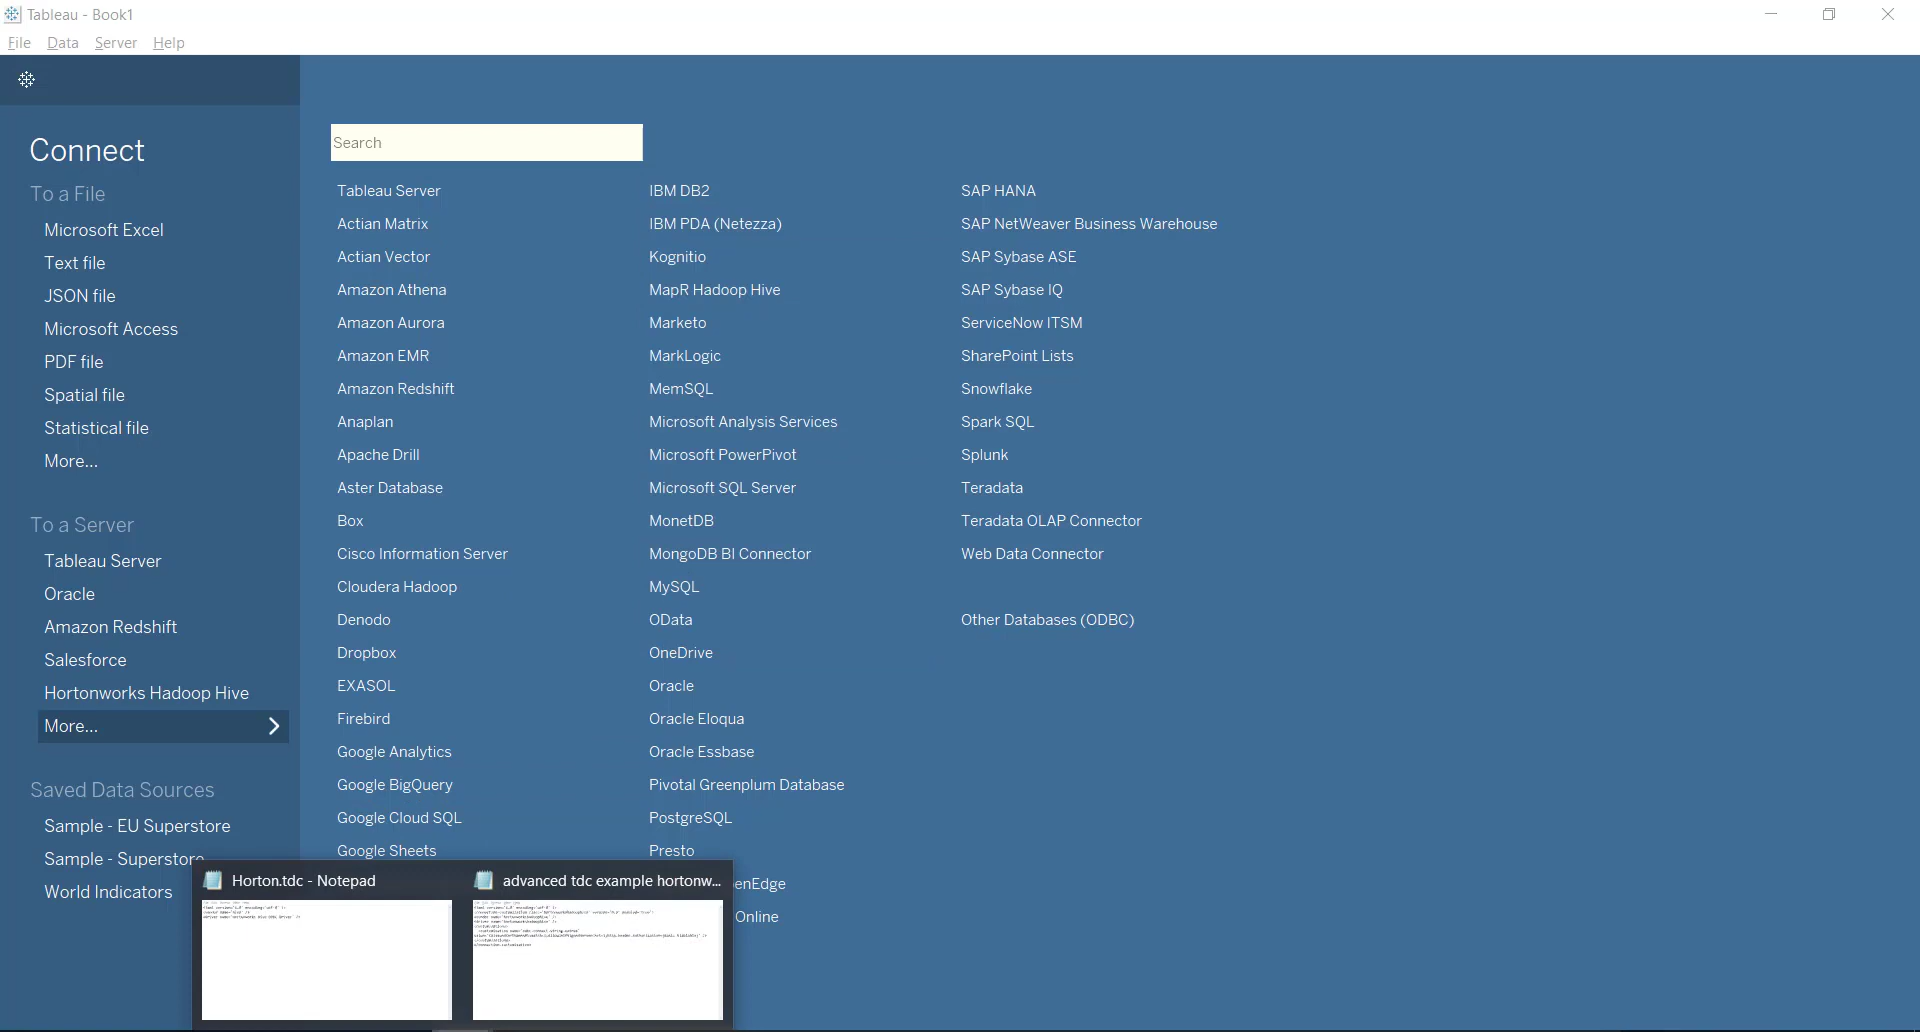 Tableau - Book1
File Data Server Help
Connect
To a File
Microsoft Excel
Text file
JSON file
Microsoft Access
PDF file
Spatial file
Statistical file
More...
To a Server
Tableau Server
Oracle
Amazon Redshift
Salesforce
Hortonworks Hadoop Hive
More...
Saved Data Sources
Sample - EU Superstore
Sample - Superstore
World Indicators
Search
Tableau Server
Actian Matrix
Actian Vector
Amazon Athena
Amazon Aurora
Amazon EMR
Amazon Redshift
Anaplan
Apache Drill
Aster Database
Box
Cisco Information Server
Cloudera Hadoop
Denodo
Dropbox
EXASOL
Firebird
Google Analytics
Google BigQuery
Google Cloud SQL
Google Sheets
IBM DB2
IBM PDA (Netezza)
Kognitio
MapR Hadoop Hive
Marketo
MarkLogic
MemSQL
Microsoft Analysis Services
Microsoft PowerPivot
Microsoft SQL Server
MonetDB
MongoDB BI Connector
MySQL
OData
OneDrive
Oracle
Oracle Eloqua
Oracle Essbase
Pivotal Greenplum Database
PostgreSQL
Presto
enEdge
Online
SAP HANA
SAP NetWeaver Business Warehouse
SAP Sybase ASE
SAP Sybase IQ
ServiceNow ITSM
SharePoint Lists
Snowflake
Spark SQL
Splunk
Teradata
Teradata OLAP Connector
Web Data Connector
Other Databases (ODBC)
Horton.tdc - Notepad
advanced tdc example hortonw...